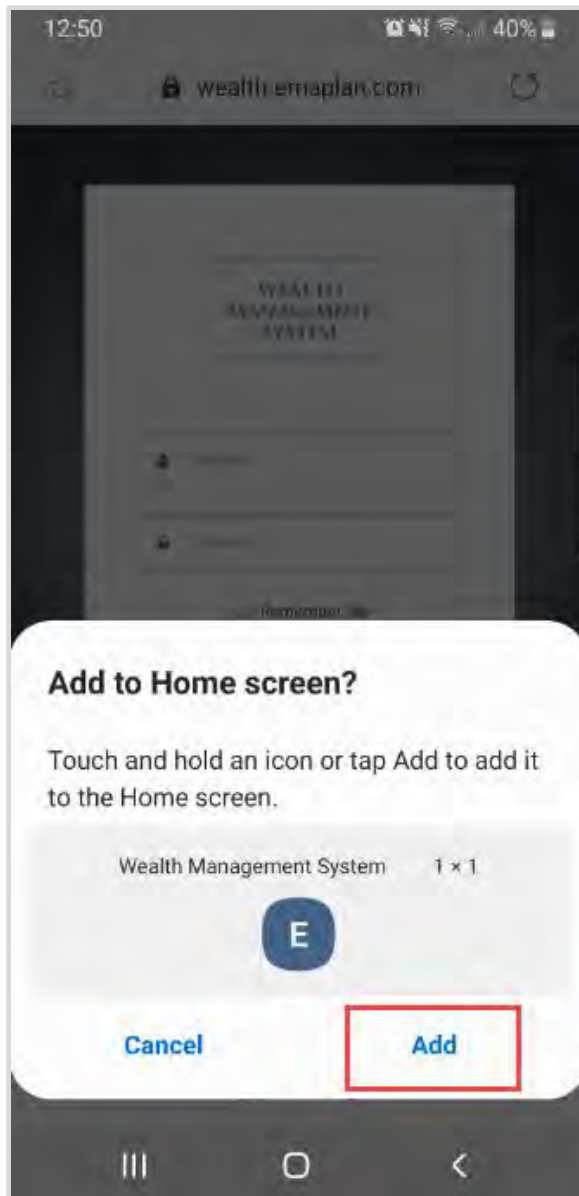 12:50
40%
wealth.emaplan.com
WEALTH
MANAGEMENT
SYSTEM
Remember
Add to Home screen?
Touch and hold an icon or tap Add to add it
to the Home screen.
Wealth Management System 1 × 1
E
Cancel Add